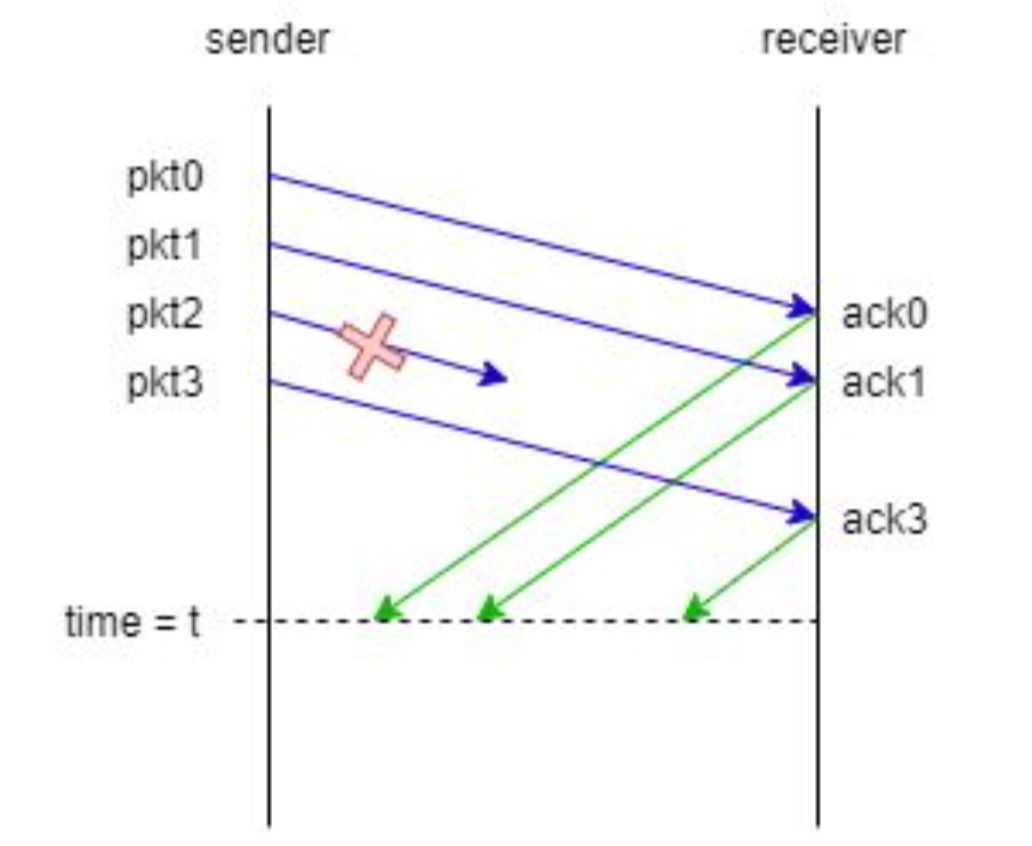 sender
receiver
pkt0
pkt1
pkt2
pkt3
ack0
ack1
ack3
time = t